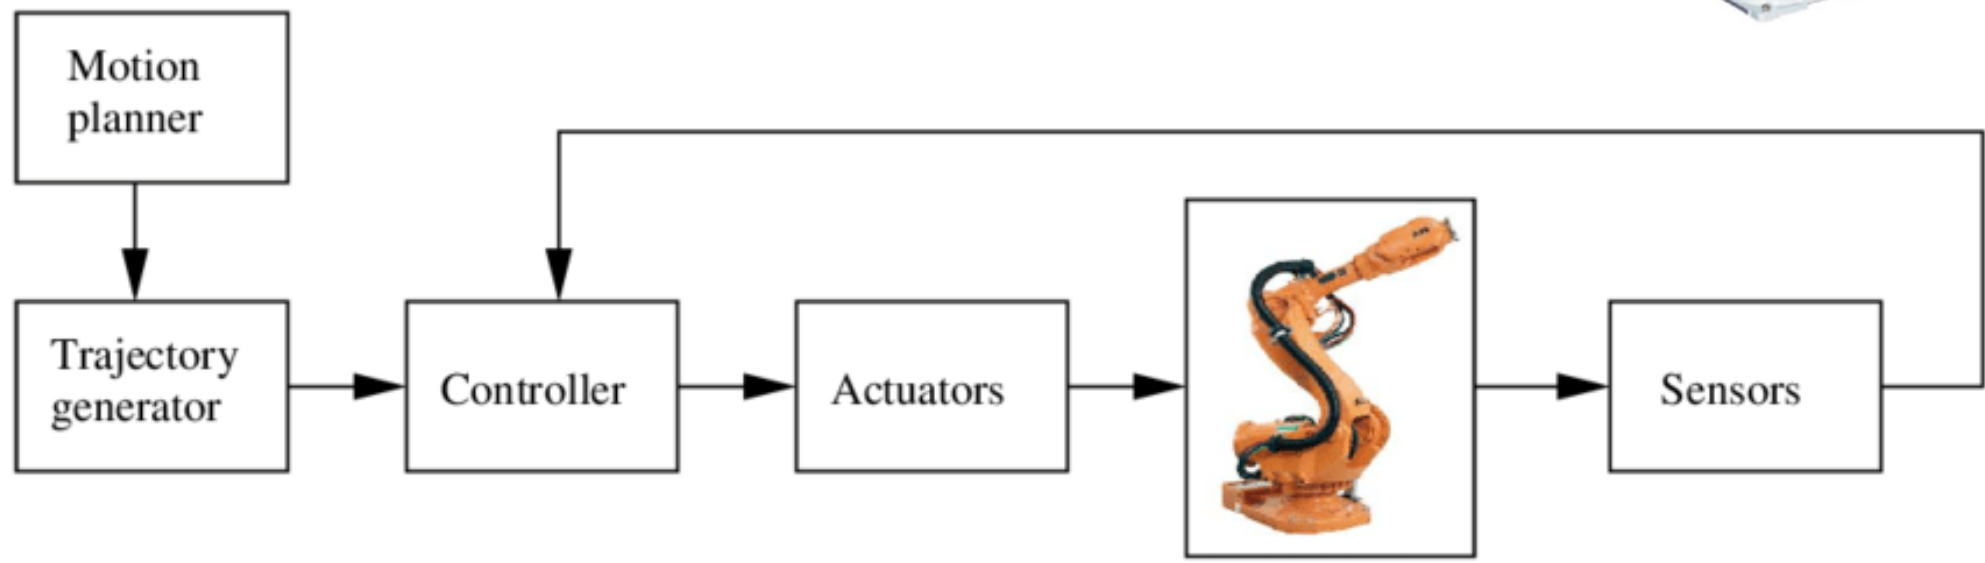 Motion
planner
Trajectory
generator
Controller
Actuators
Sensors